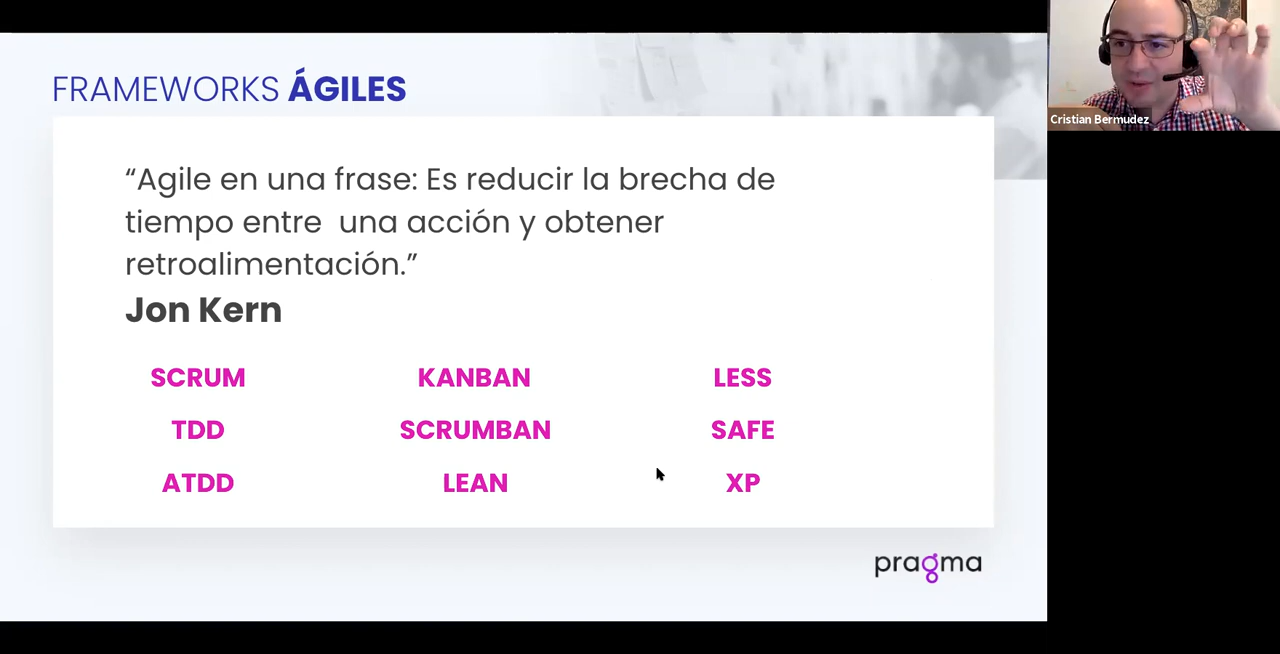 FRAMEWORKS ÁGILES
Cristian Bermudez
“Agile en una frase: Es reducir la brecha de
tiempo entre  una acción y obtener
retroalimentación.”
Jon Kern
SCRUM KANBAN LESS
TDD SCRUMBAN SAFE
ATDD LEAN XP
pragma